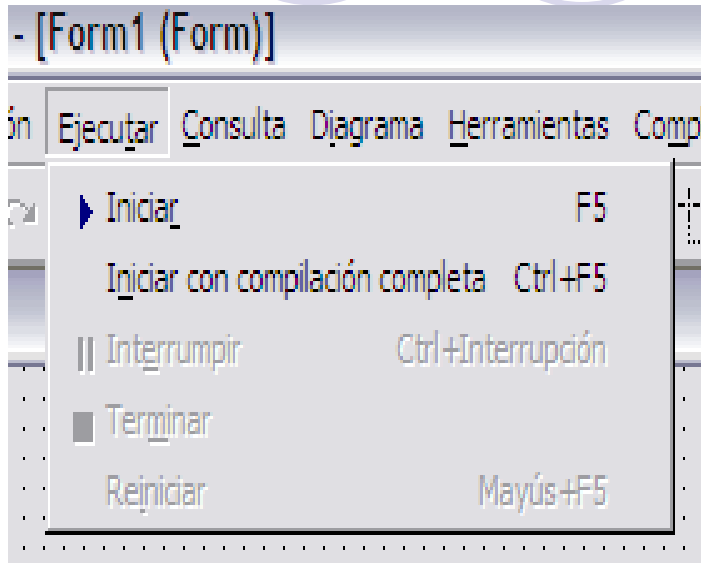 - [Form1 (Form)]
ón Ejecutar Consulta Diagrama Herramientas Comp
Iniciar F5
Iniciar con compilación completa Ctrl+F5
Interrumpir Ctrl+Interrupción
Terminar
Reiniciar Mayús+F5